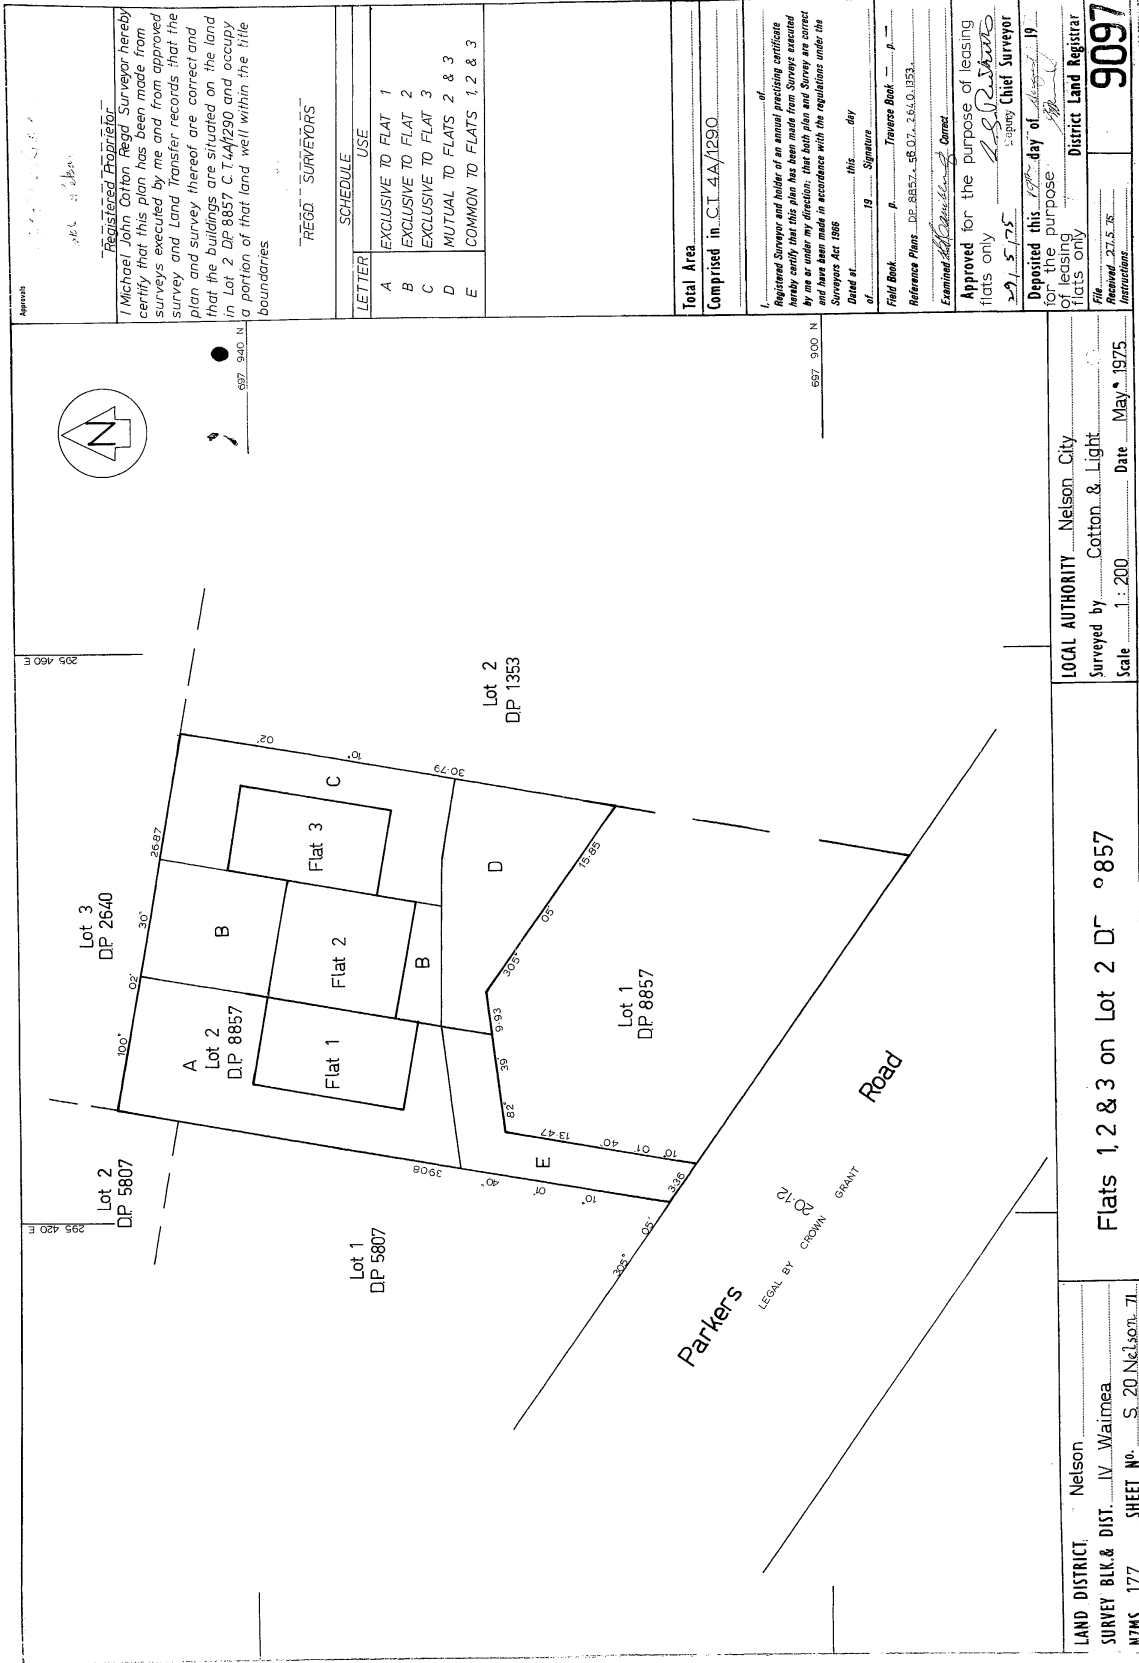 Approvals
Registered Proprietor
I Michael John Cotton Regd Surveyor hereby
certify that this plan has been made from
surveys executed by me and from approved
survey and Land Transfer records that the
plan and survey thereof are correct and
that the buildings are situated on the land
in Lot 2 D.P. 8857 C.T.4A/1290 and occupy
a portion of that land well within the title
boundaries
REGD SURVEYORS
SCHEDULE
LETTER USE
A EXCLUSIVE TO FLAT 1
B EXCLUSIVE TO FLAT 2
C EXCLUSIVE TO FLAT 3
D MUTUAL TO FLATS 2 & 3
E COMMON TO FLATS 1, 2 & 3
Total Area
Comprised in C.T. 4A/1290
I, of
Registered Surveyor and holder of an annual practising certificate
hereby certify that this plan has been made from Surveys executed
by me or under my direction; that both plan and Survey are correct
and have been made in accordance with the regulations under the
Surveyors Act 1966
Dated at this day
of 19 Signature
Field Book p. Traverse Book — p. —
Reference Plans DP 8857. 5807. 2640. 1353.
Examined Correct
Approved for the purpose of leasing
flats only
29/5/75 Deputy Chief Surveyor
Deposited this day of August 19
for the purpose
of leasing
flats only
District Land Registrar
File
Received 27.5.75
Instructions
9097
N
697 940 N
697 900 N
295 460 E
295 420 E
Lot 3
D.P. 2640
Lot 2
D.P. 5807
Lot 1
D.P. 5807
Lot 2
D.P. 1353
Lot 1
D.P. 8857
A
Lot 2
D.P. 8857
B
B
C
D
E
Flat 1
Flat 2
Flat 3
100° 02' 30" 26·87
10° 02'
30·79
15·85
305° 05'
9·93
82° 39'
13·47
10° 01' 40"
39·08
10° 01' 40"
3·36
305° 05'
20·12
Parkers Road
LEGAL BY CROWN GRANT
LAND DISTRICT Nelson
SURVEY BLK.& DIST. IV Waimea
NZMS 177 SHEET Nº. S 20 Nelson 71
Flats 1, 2 & 3 on Lot 2 857
LOCAL AUTHORITY Nelson City
Surveyed by Cotton & Light
Scale 1 : 200 Date May 1975